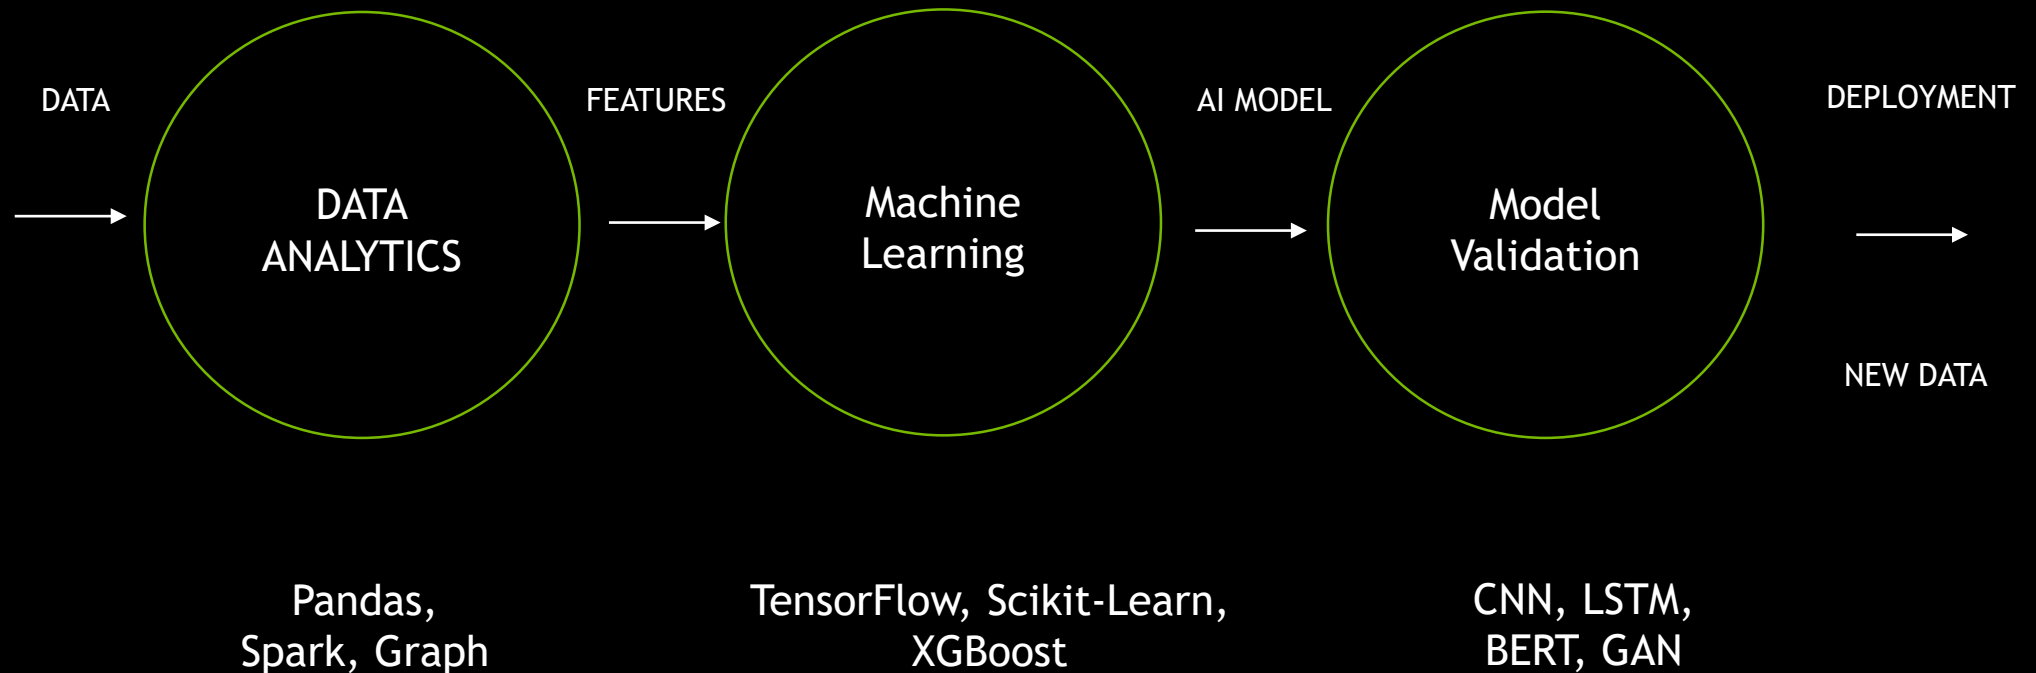 DATA
FEATURES
AI MODEL
DEPLOYMENT
DATA
ANALYTICS
Machine
Learning
Model
Validation
NEW DATA
Pandas,
Spark, Graph
TensorFlow, Scikit-Learn,
XGBoost
CNN, LSTM,
BERT, GAN